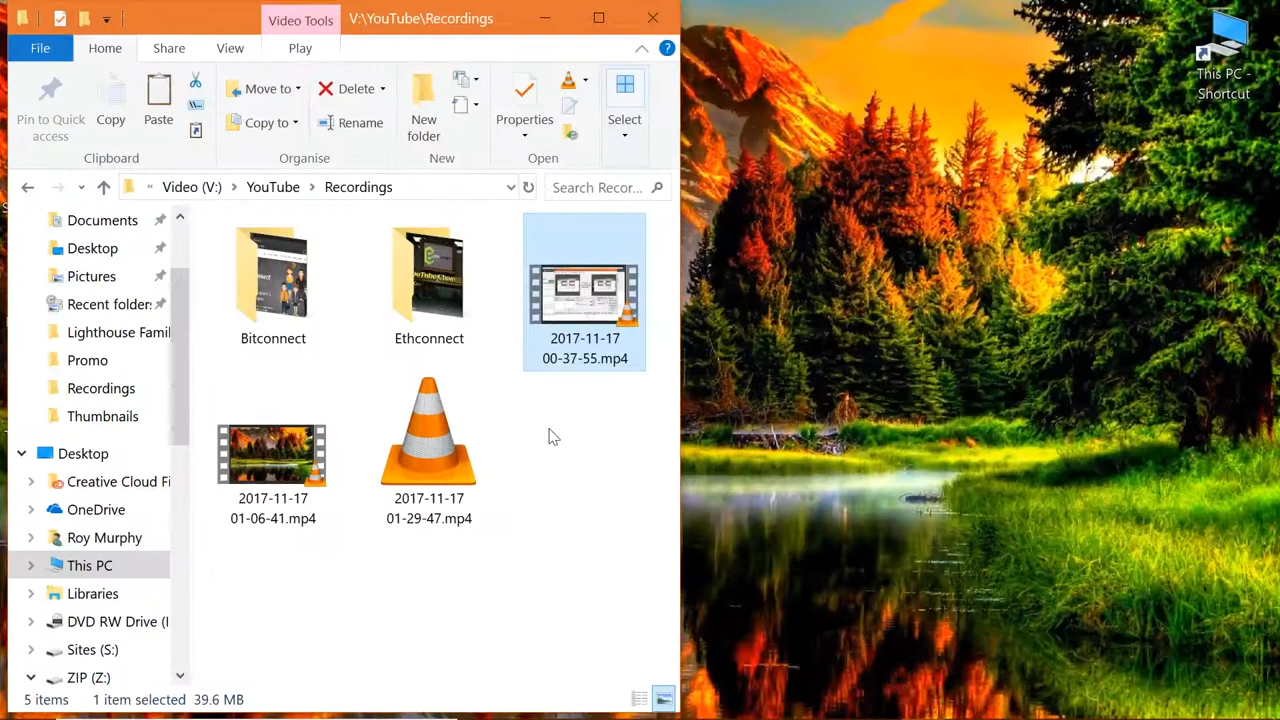 Video Tools
V:\YouTube\Recordings
File
Home
Share
View
Play
Pin to Quick
access
Copy
Paste
Move to
Copy to
Delete
Rename
New
folder
Properties
Select
Clipboard
Organise
New
Open
« Video (V:) > YouTube > Recordings
Search Recor...
Documents
Desktop
Pictures
Recent folders
Lighthouse Famil
Promo
Recordings
Thumbnails
Desktop
Creative Cloud Fi
OneDrive
Roy Murphy
This PC
Libraries
DVD RW Drive (
Sites (S:)
ZIP (Z:)
Bitconnect
Ethconnect
2017-11-17
00-37-55.mp4
2017-11-17
01-06-41.mp4
2017-11-17
01-29-47.mp4
5 items
1 item selected
39.6 MB
This PC -
Shortcut